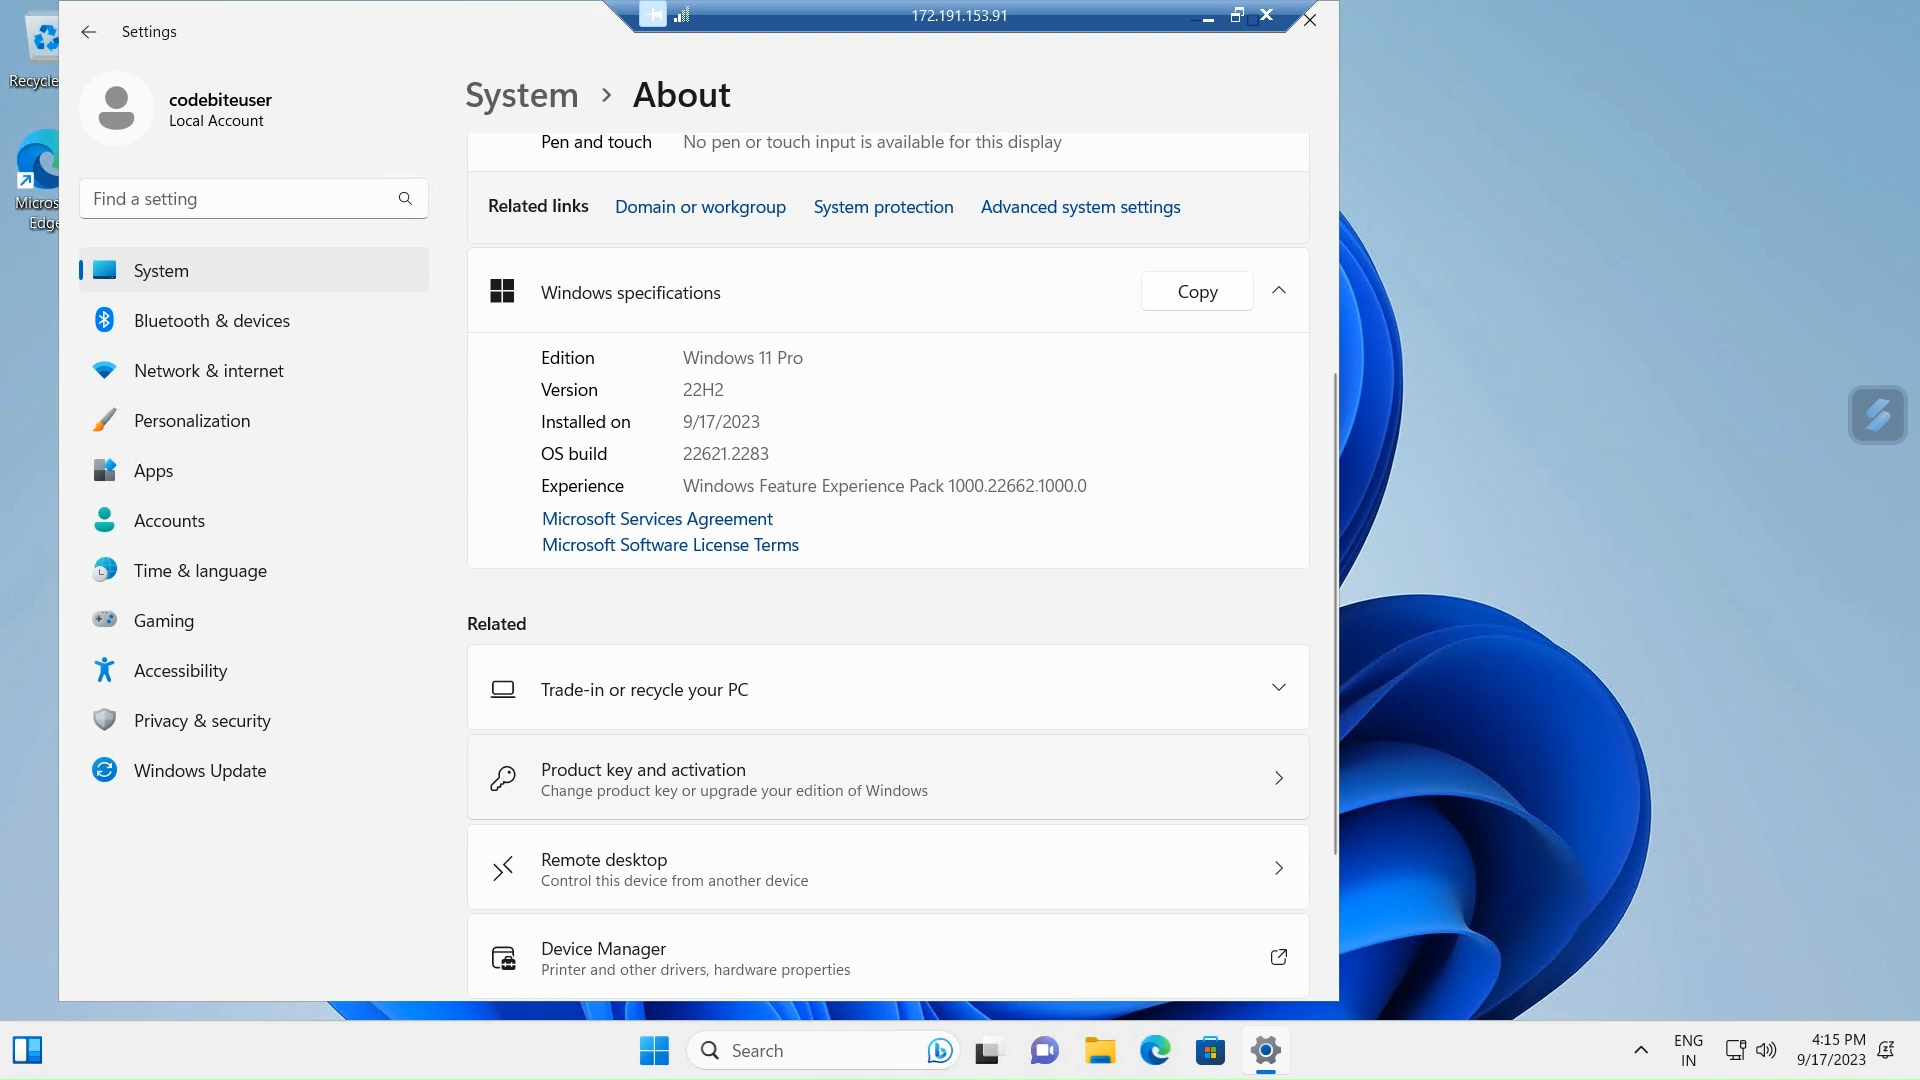 172.191.153.91
Settings
Recycle
Micros
Edge
codebiteuser
Local Account
Find a setting
System
Bluetooth & devices
Network & internet
Personalization
Apps
Accounts
Time & language
Gaming
Accessibility
Privacy & security
Windows Update
System > About
Pen and touch No pen or touch input is available for this display
Related links Domain or workgroup System protection Advanced system settings
Windows specifications Copy
Edition Windows 11 Pro
Version 22H2
Installed on 9/17/2023
OS build 22621.2283
Experience Windows Feature Experience Pack 1000.22662.1000.0
Microsoft Services Agreement
Microsoft Software License Terms
Related
Trade-in or recycle your PC
Product key and activation
Change product key or upgrade your edition of Windows
Remote desktop
Control this device from another device
Device Manager
Printer and other drivers, hardware properties
Search
ENG
IN
4:15 PM
9/17/2023